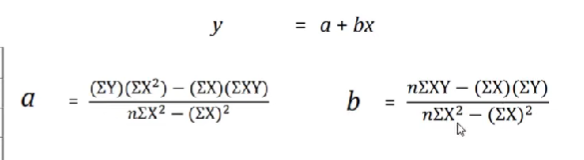 y = a + bx
a = (ΣY)(ΣX²) − (ΣX)(ΣXY) / nΣX² − (ΣX)²
b = nΣXY − (ΣX)(ΣY) / nΣX² − (ΣX)²